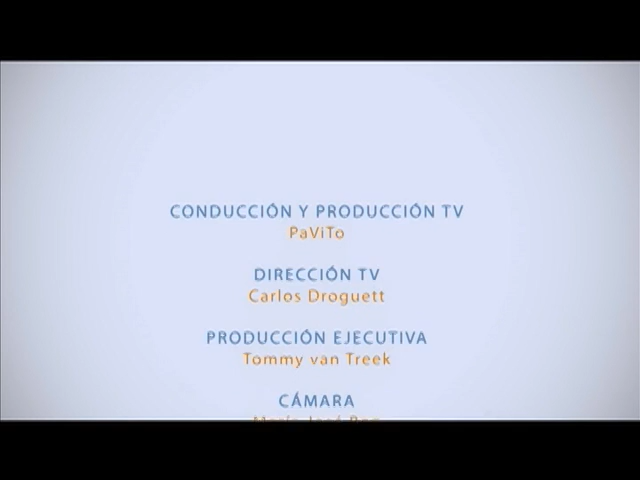 CONDUCCIÓN Y PRODUCCIÓN TV
PaViTo
DIRECCIÓN TV
Carlos Droguett
PRODUCCIÓN EJECUTIVA
Tommy van Treek
CÁMARA